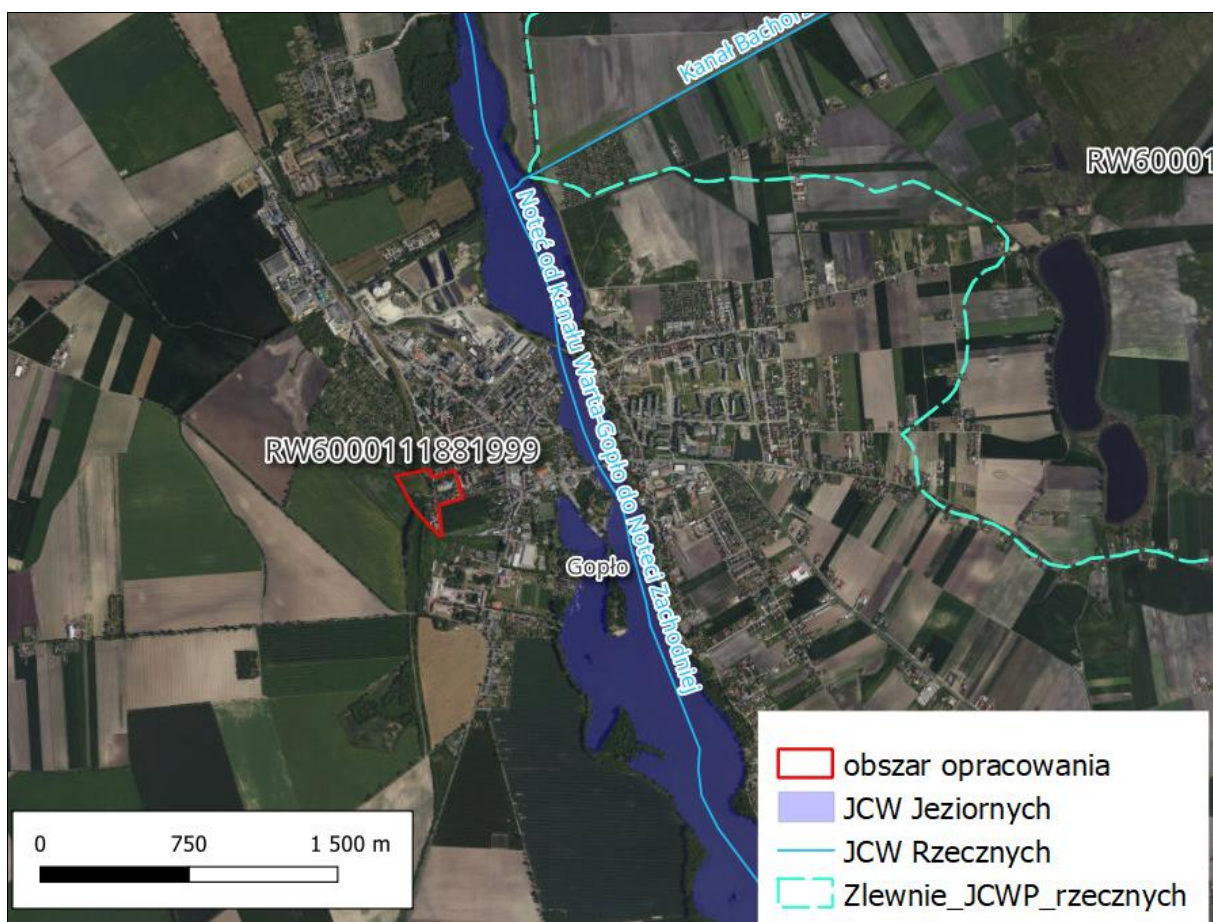 Kanał Bachorz
RW60001
Noteć od Kanału Warta-Gopło do Noteci Zachodniej
RW6000111881999
Gopło
obszar opracowania
JCW Jeziornych
JCW Rzecznych
Zlewnie_JCWP_rzecznych
0 750 1 500 m